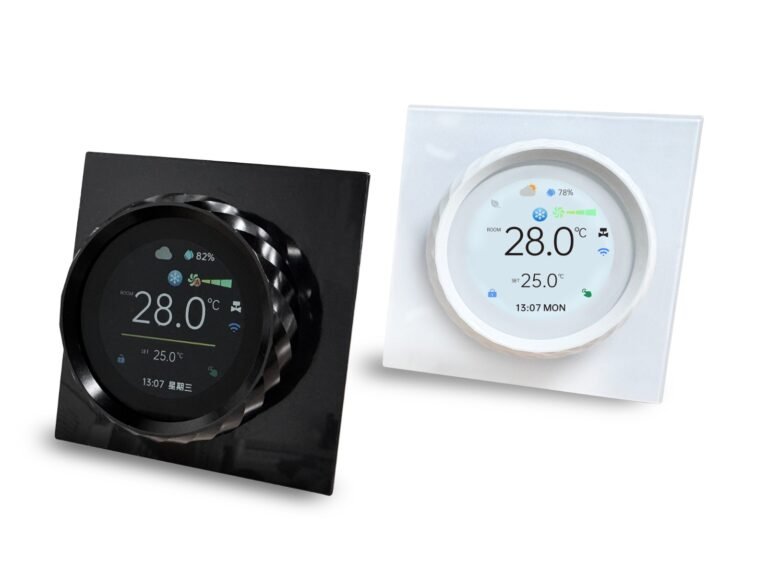 82%
ROOM
28.0℃
SET 25.0℃
13:07 星期三
78%
ROOM
28.0℃
SET 25.0℃
13:07 MON